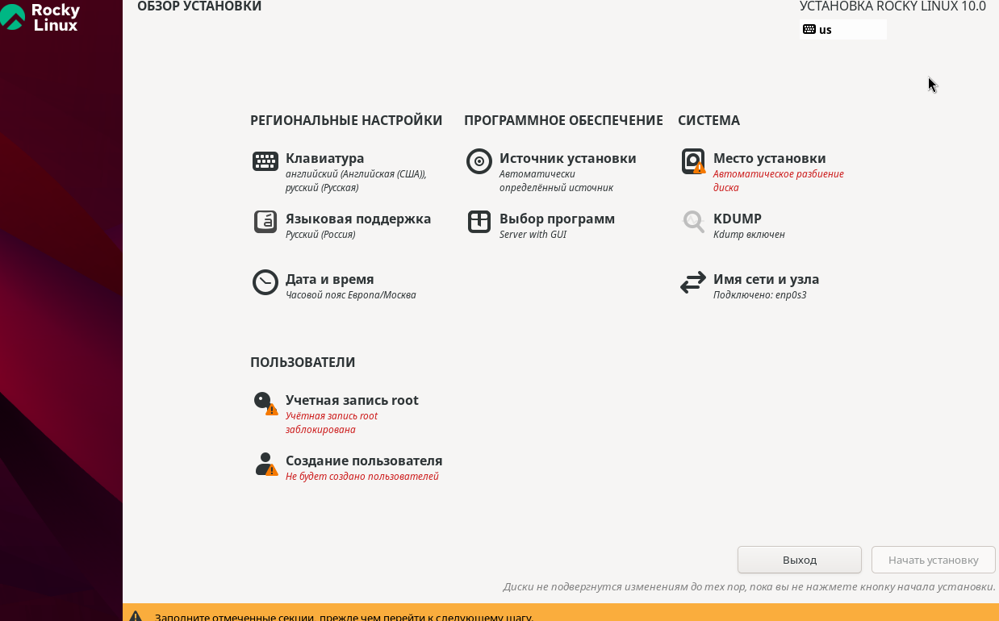 Rocky
Linux
ОБЗОР УСТАНОВКИ
УСТАНОВКА ROCKY LINUX 10.0
us
РЕГИОНАЛЬНЫЕ НАСТРОЙКИ
Клавиатура
английский (Английская (США)),
русский (Русская)
Языковая поддержка
Русский (Россия)
Дата и время
Часовой пояс Европа/Москва
ПРОГРАММНОЕ ОБЕСПЕЧЕНИЕ
Источник установки
Автоматически
определённый источник
Выбор программ
Server with GUI
СИСТЕМА
Место установки
Автоматическое разбиение
диска
KDUMP
Kdump включен
Имя сети и узла
Подключено: enp0s3
ПОЛЬЗОВАТЕЛИ
Учетная запись root
Учётная запись root
заблокирована
Создание пользователя
Не будет создано пользователей
Выход
Начать установку
Диски не подвергнутся изменениям до тех пор, пока вы не нажмете кнопку начала установки.
Заполните отмеченные секции, прежде чем перейти к следующему шагу.